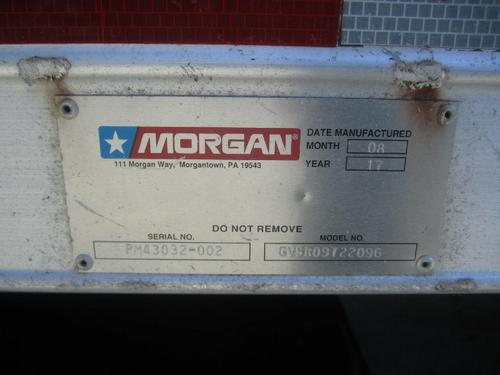 MORGAN®
111 Morgan Way, Morgantown, PA 19543
DATE MANUFACTURED
MONTH 08
YEAR 17
DO NOT REMOVE
SERIAL NO. MODEL NO.
PM43032-002 GVSR09722096